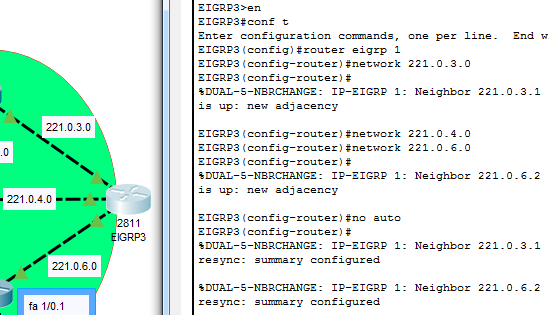 221.0.3.0
.0
221.0.4.0
2811
EIGRP3
221.0.6.0
fa 1/0.1
EIGRP3>en
EIGRP3#conf t
Enter configuration commands, one per line. End w
EIGRP3(config)#router eigrp 1
EIGRP3(config-router)#network 221.0.3.0
EIGRP3(config-router)#
%DUAL-5-NBRCHANGE: IP-EIGRP 1: Neighbor 221.0.3.1
is up: new adjacency
EIGRP3(config-router)#network 221.0.4.0
EIGRP3(config-router)#network 221.0.6.0
EIGRP3(config-router)#
%DUAL-5-NBRCHANGE: IP-EIGRP 1: Neighbor 221.0.6.2
is up: new adjacency
EIGRP3(config-router)#no auto
EIGRP3(config-router)#
%DUAL-5-NBRCHANGE: IP-EIGRP 1: Neighbor 221.0.3.1
resync: summary configured
%DUAL-5-NBRCHANGE: IP-EIGRP 1: Neighbor 221.0.6.2
resync: summary configured